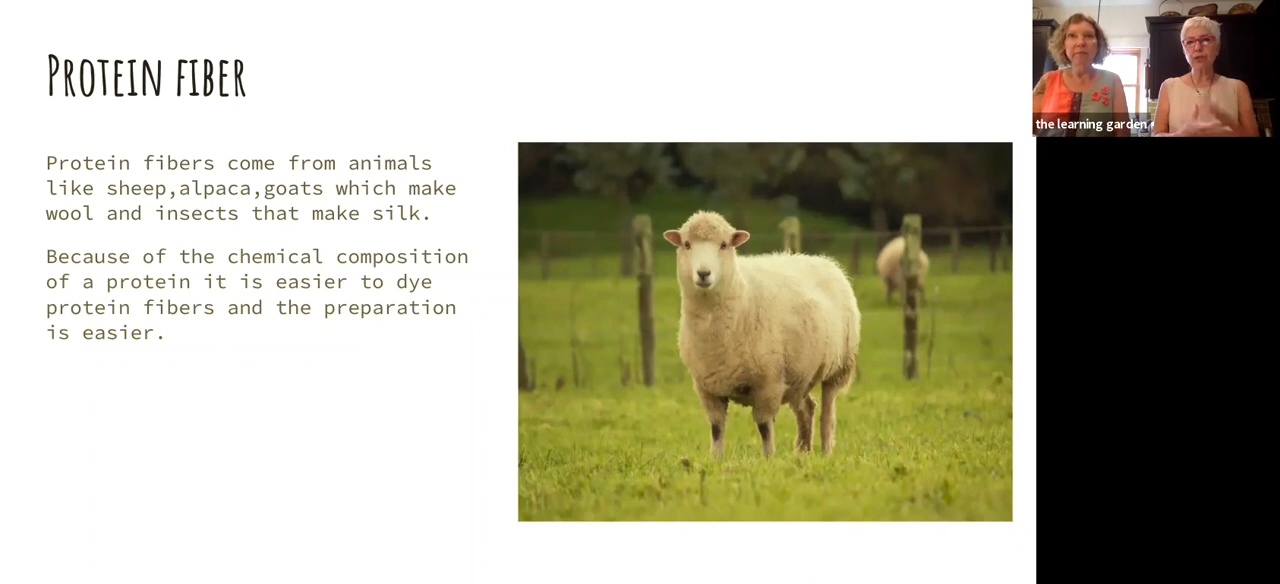 Protein fiber
Protein fibers come from animals
like sheep,alpaca,goats which make
wool and insects that make silk.
Because of the chemical composition
of a protein it is easier to dye
protein fibers and the preparation
is easier.
the learning garden